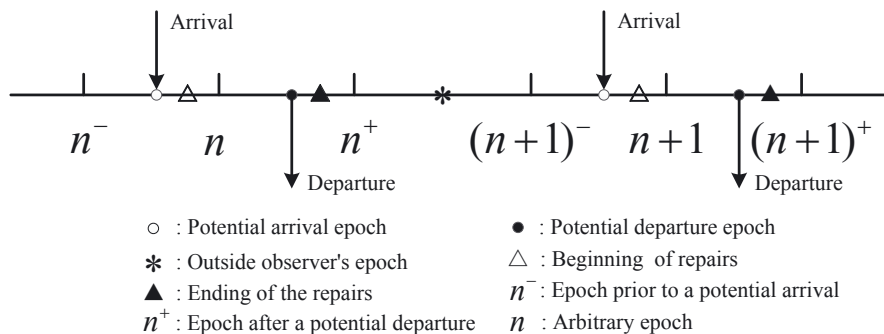 Arrival Arrival
n⁻ n n⁺ (n+1)⁻ n+1 (n+1)⁺
Departure Departure
○ : Potential arrival epoch ● : Potential departure epoch
* : Outside observer's epoch △ : Beginning of repairs
▲ : Ending of the repairs n⁻ : Epoch prior to a potential arrival
n⁺ : Epoch after a potential departure n Arbitrary epoch